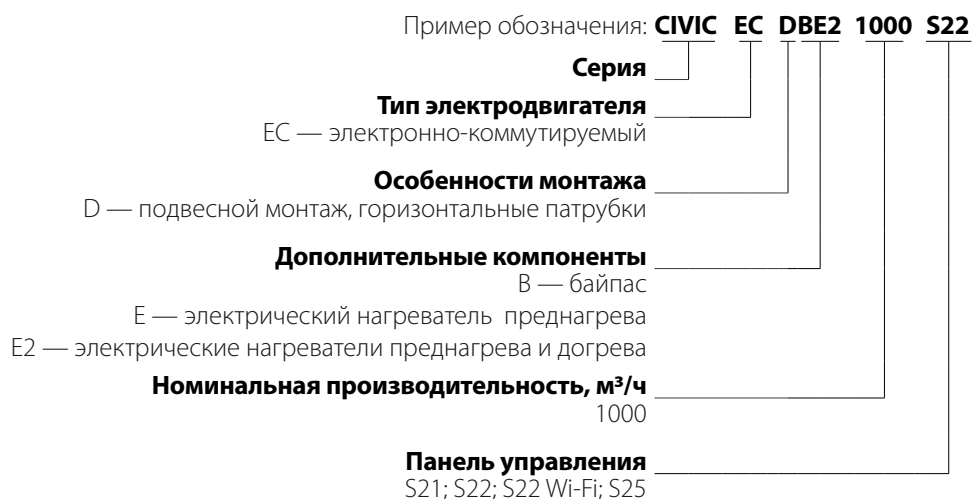 Пример обозначения: CIVIC EC DBE2 1000 S22
Серия
Тип электродвигателя
EC — электронно-коммутируемый
Особенности монтажа
D — подвесной монтаж, горизонтальные патрубки
Дополнительные компоненты
B — байпас
E — электрический нагреватель преднагрева
E2 — электрические нагреватели преднагрева и догрева
Номинальная производительность, м³/ч
1000
Панель управления
S21; S22; S22 Wi-Fi; S25